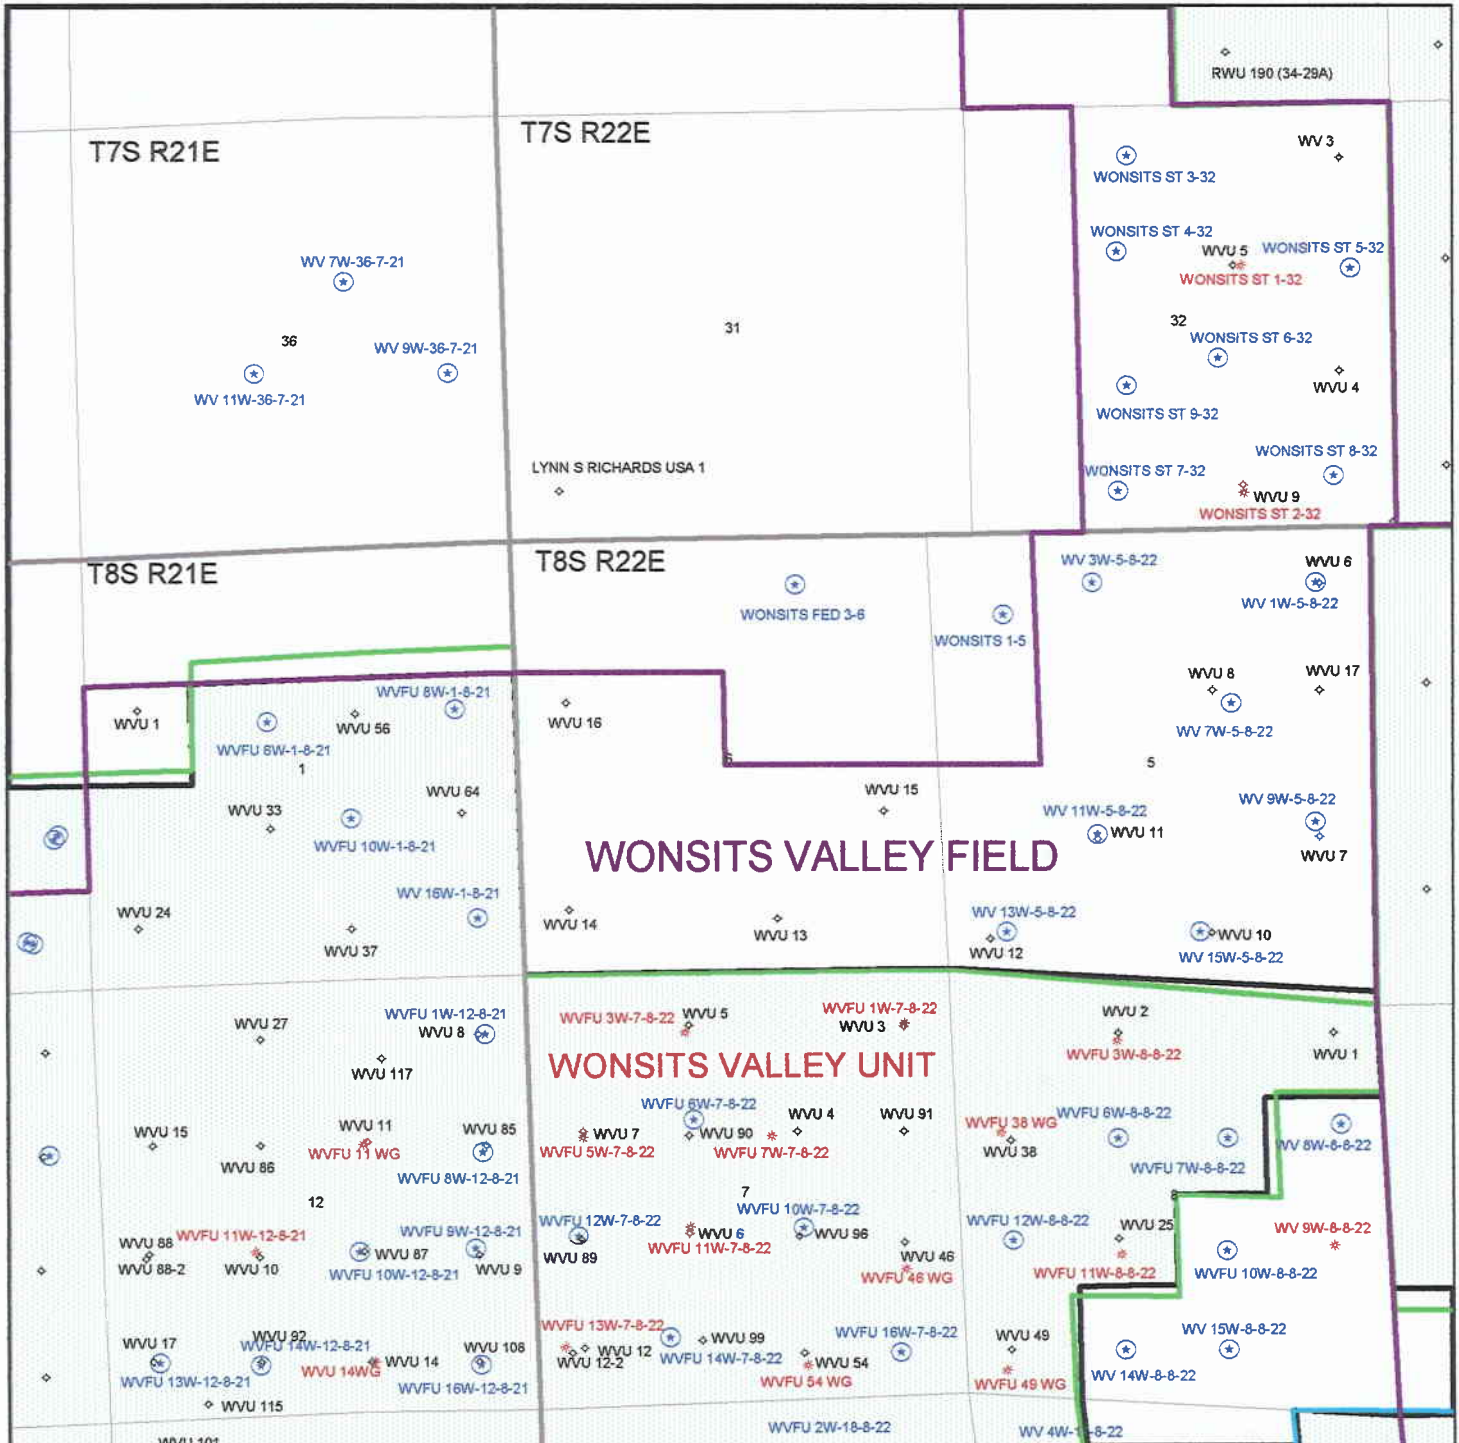 RWU 190 (34-29A)
T7S R21E
T7S R22E
WV 3
WONSITS ST 3-32
WONSITS ST 4-32
WVU 5
WONSITS ST 5-32
WV 7W-36-7-21
WONSITS ST 1-32
36
31
32
WV 9W-36-7-21
WONSITS ST 6-32
WV 11W-36-7-21
WVU 4
WONSITS ST 9-32
LYNN S RICHARDS USA 1
WONSITS ST 7-32
WONSITS ST 8-32
WVU 9
WONSITS ST 2-32
T8S R21E
T8S R22E
WV 3W-5-8-22
WVU 6
WONSITS FED 3-6
WV 1W-5-8-22
WONSITS 1-5
WVU 8
WVU 17
WVFU 8W-1-8-21
WVU 1
WVU 56
WVU 16
WV 7W-5-8-22
WVFU 6W-1-8-21
1
6
5
WVU 33
WVU 64
WVU 15
WV 9W-5-8-22
WV 11W-5-8-22
WVU 11
WVFU 10W-1-8-21
WONSITS VALLEY FIELD
WVU 7
WV 16W-1-8-21
WVU 24
WVU 37
WVU 14
WVU 13
WV 13W-5-8-22
WVU 12
WVU 10
WV 15W-5-8-22
WVU 27
WVFU 1W-12-8-21
WVU 8
WVFU 3W-7-8-22
WVU 5
WVFU 1W-7-8-22
WVU 3
WVU 2
WVFU 3W-8-8-22
WVU 1
WVU 117
WONSITS VALLEY UNIT
WVFU 6W-7-8-22
WVU 4
WVU 91
WVFU 38 WG
WVFU 6W-8-8-22
WVU 15
WVU 11
WVFU 11 WG
WVU 85
WVU 7
WVU 90
WVFU 5W-7-8-22
WVFU 7W-7-8-22
WVU 38
WV 8W-8-8-22
WVU 86
WVFU 8W-12-8-21
WVFU 7W-8-8-22
12
7
8
WVFU 10W-7-8-22
WVFU 12W-7-8-22
WVFU 12W-8-8-22
WVU 25
WV 9W-8-8-22
WVU 88
WVFU 11W-12-8-21
WVFU 9W-12-8-21
WVU 6
WVU 96
WVU 88-2
WVU 10
WVU 87
WVU 9
WVFU 10W-12-8-21
WVU 89
WVFU 11W-7-8-22
WVU 46
WVFU 46 WG
WVFU 11W-8-8-22
WVFU 10W-8-8-22
WVU 17
WVU 92
WVFU 14W-12-8-21
WVU 108
WVFU 13W-7-8-22
WVU 99
WVFU 16W-7-8-22
WVU 49
WV 15W-8-8-22
WVFU 13W-12-8-21
WVU 14WG
WVU 14
WVFU 16W-12-8-21
WVU 12
WVU 12-2
WVFU 14W-7-8-22
WVU 54
WVFU 54 WG
WVFU 49 WG
WV 14W-8-8-22
WVU 115
WVFU 2W-18-8-22
WVU 101